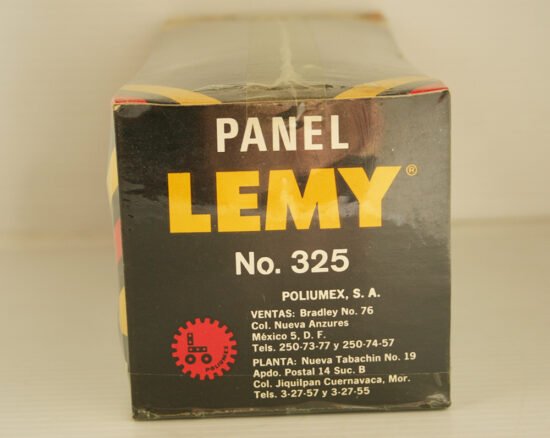 PANEL
LEMY®
No. 325
POLIUMEX, S. A.
VENTAS: Bradley No. 76
Col. Nueva Anzures
México 5, D. F.
Tels. 250-73-77 y 250-74-57
PLANTA: Nueva Tabachin No. 19
Apdo. Postal 14 Suc. B
Col. Jiquilpan Cuernavaca, Mor.
Tels. 3-27-57 y 3-27-55
POLIUMEX